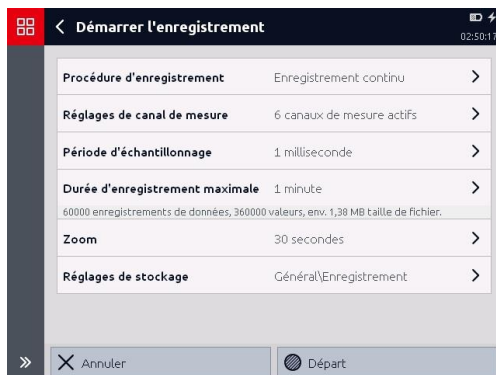 Démarrer l'enregistrement
02:50:17
Procédure d'enregistrement Enregistrement continu
Réglages de canal de mesure 6 canaux de mesure actifs
Période d'échantillonnage 1 milliseconde
Durée d'enregistrement maximale 1 minute
60000 enregistrements de données, 360000 valeurs, env. 1,38 MB taille de fichier.
Zoom 30 secondes
Réglages de stockage Général\Enregistrement
Annuler Départ